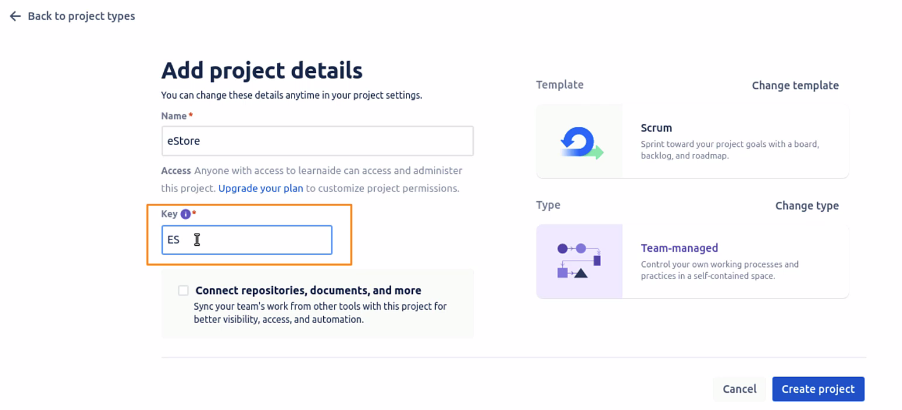 Back to project types
Add project details
You can change these details anytime in your project settings.
Name *
eStore
Access Anyone with access to learnaide can access and administer
this project. Upgrade your plan to customize project permissions.
Key i *
ES
Connect repositories, documents, and more
Sync your team's work from other tools with this project for
better visibility, access, and automation.
Template
Change template
Scrum
Sprint toward your project goals with a board,
backlog, and roadmap.
Type
Change type
Team-managed
Control your own working processes and
practices in a self-contained space.
Cancel
Create project